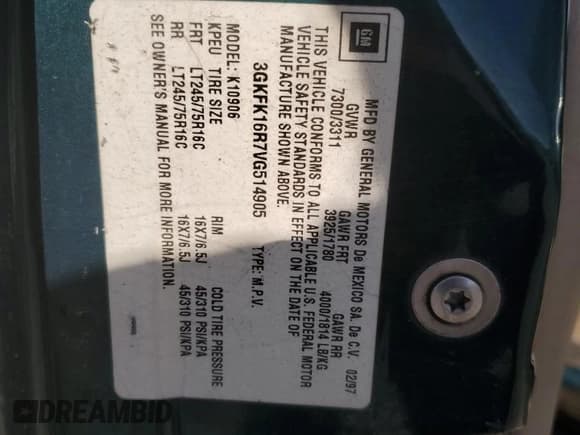 GM
MFD BY GENERAL MOTORS De MEXICO SA. De C.V. 02/97
GVWR GAWR FRT GAWR RR
7300/3311 3925/1780 4000/1814 LB/KG
THIS VEHICLE CONFORMS TO ALL APPLICABLE U.S. FEDERAL MOTOR
VEHICLE SAFETY STANDARDS IN EFFECT ON THE DATE OF
MANUFACTURE SHOWN ABOVE.
3GKFK16R7VG514905 TYPE: M.P.V.
MODEL: K10906
KPEU TIRE SIZE RIM COLD TIRE PRESSURE
FRT LT245/75R16C 16X7/6.5J 45/310 PSI/KPA
RR LT245/75R16C 16X7/6.5J 45/310 PSI/KPA
SEE OWNER'S MANUAL FOR MORE INFORMATION.
DREAMBID